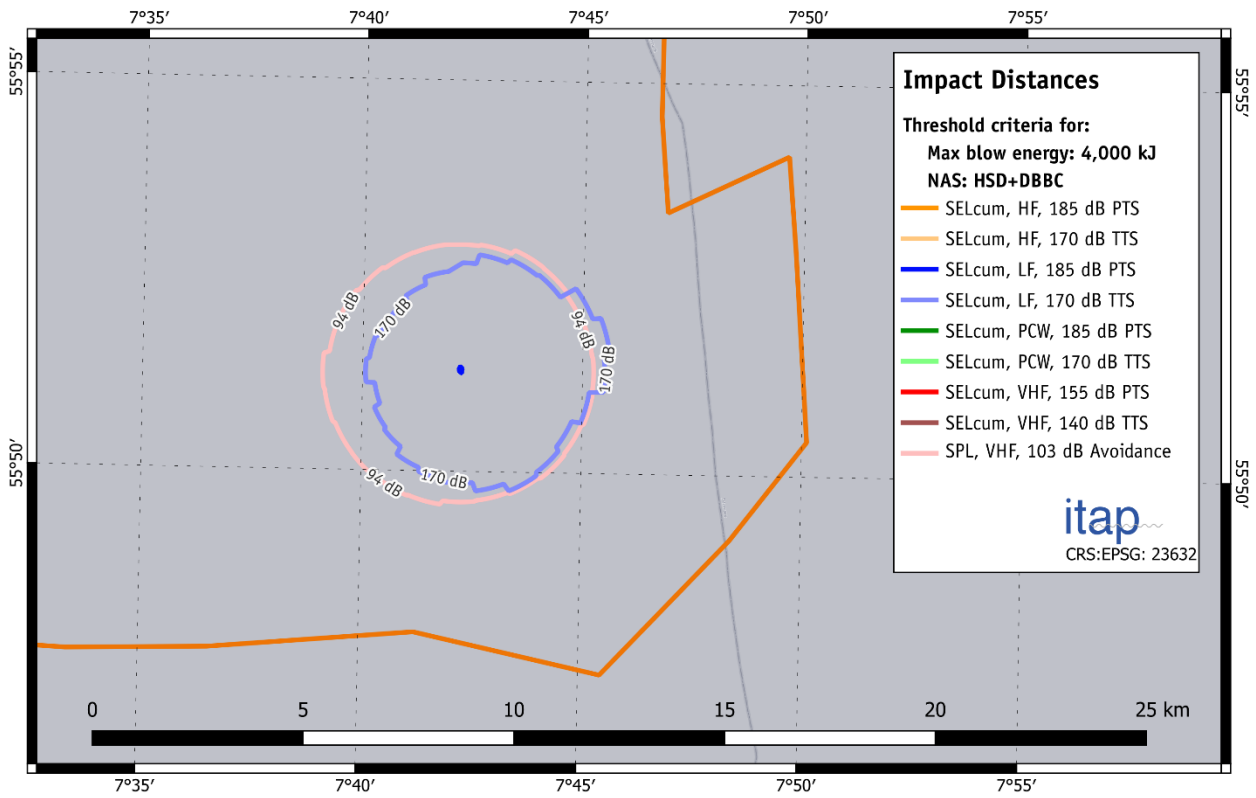 7°35′ 7°40′ 7°45′ 7°50′ 7°55′
55°55′
55°55′
Impact Distances
Threshold criteria for:
Max blow energy: 4,000 kJ
NAS: HSD+DBBC
SELcum, HF, 185 dB PTS
SELcum, HF, 170 dB TTS
SELcum, LF, 185 dB PTS
SELcum, LF, 170 dB TTS
SELcum, PCW, 185 dB PTS
SELcum, PCW, 170 dB TTS
SELcum, VHF, 155 dB PTS
SELcum, VHF, 140 dB TTS
SPL, VHF, 103 dB Avoidance
itap
CRS:EPSG: 23632
94 dB
170 dB
94 dB
170 dB
170 dB
94 dB
55°50′
55°50′
0 5 10 15 20 25 km
7°35′ 7°40′ 7°45′ 7°50′ 7°55′